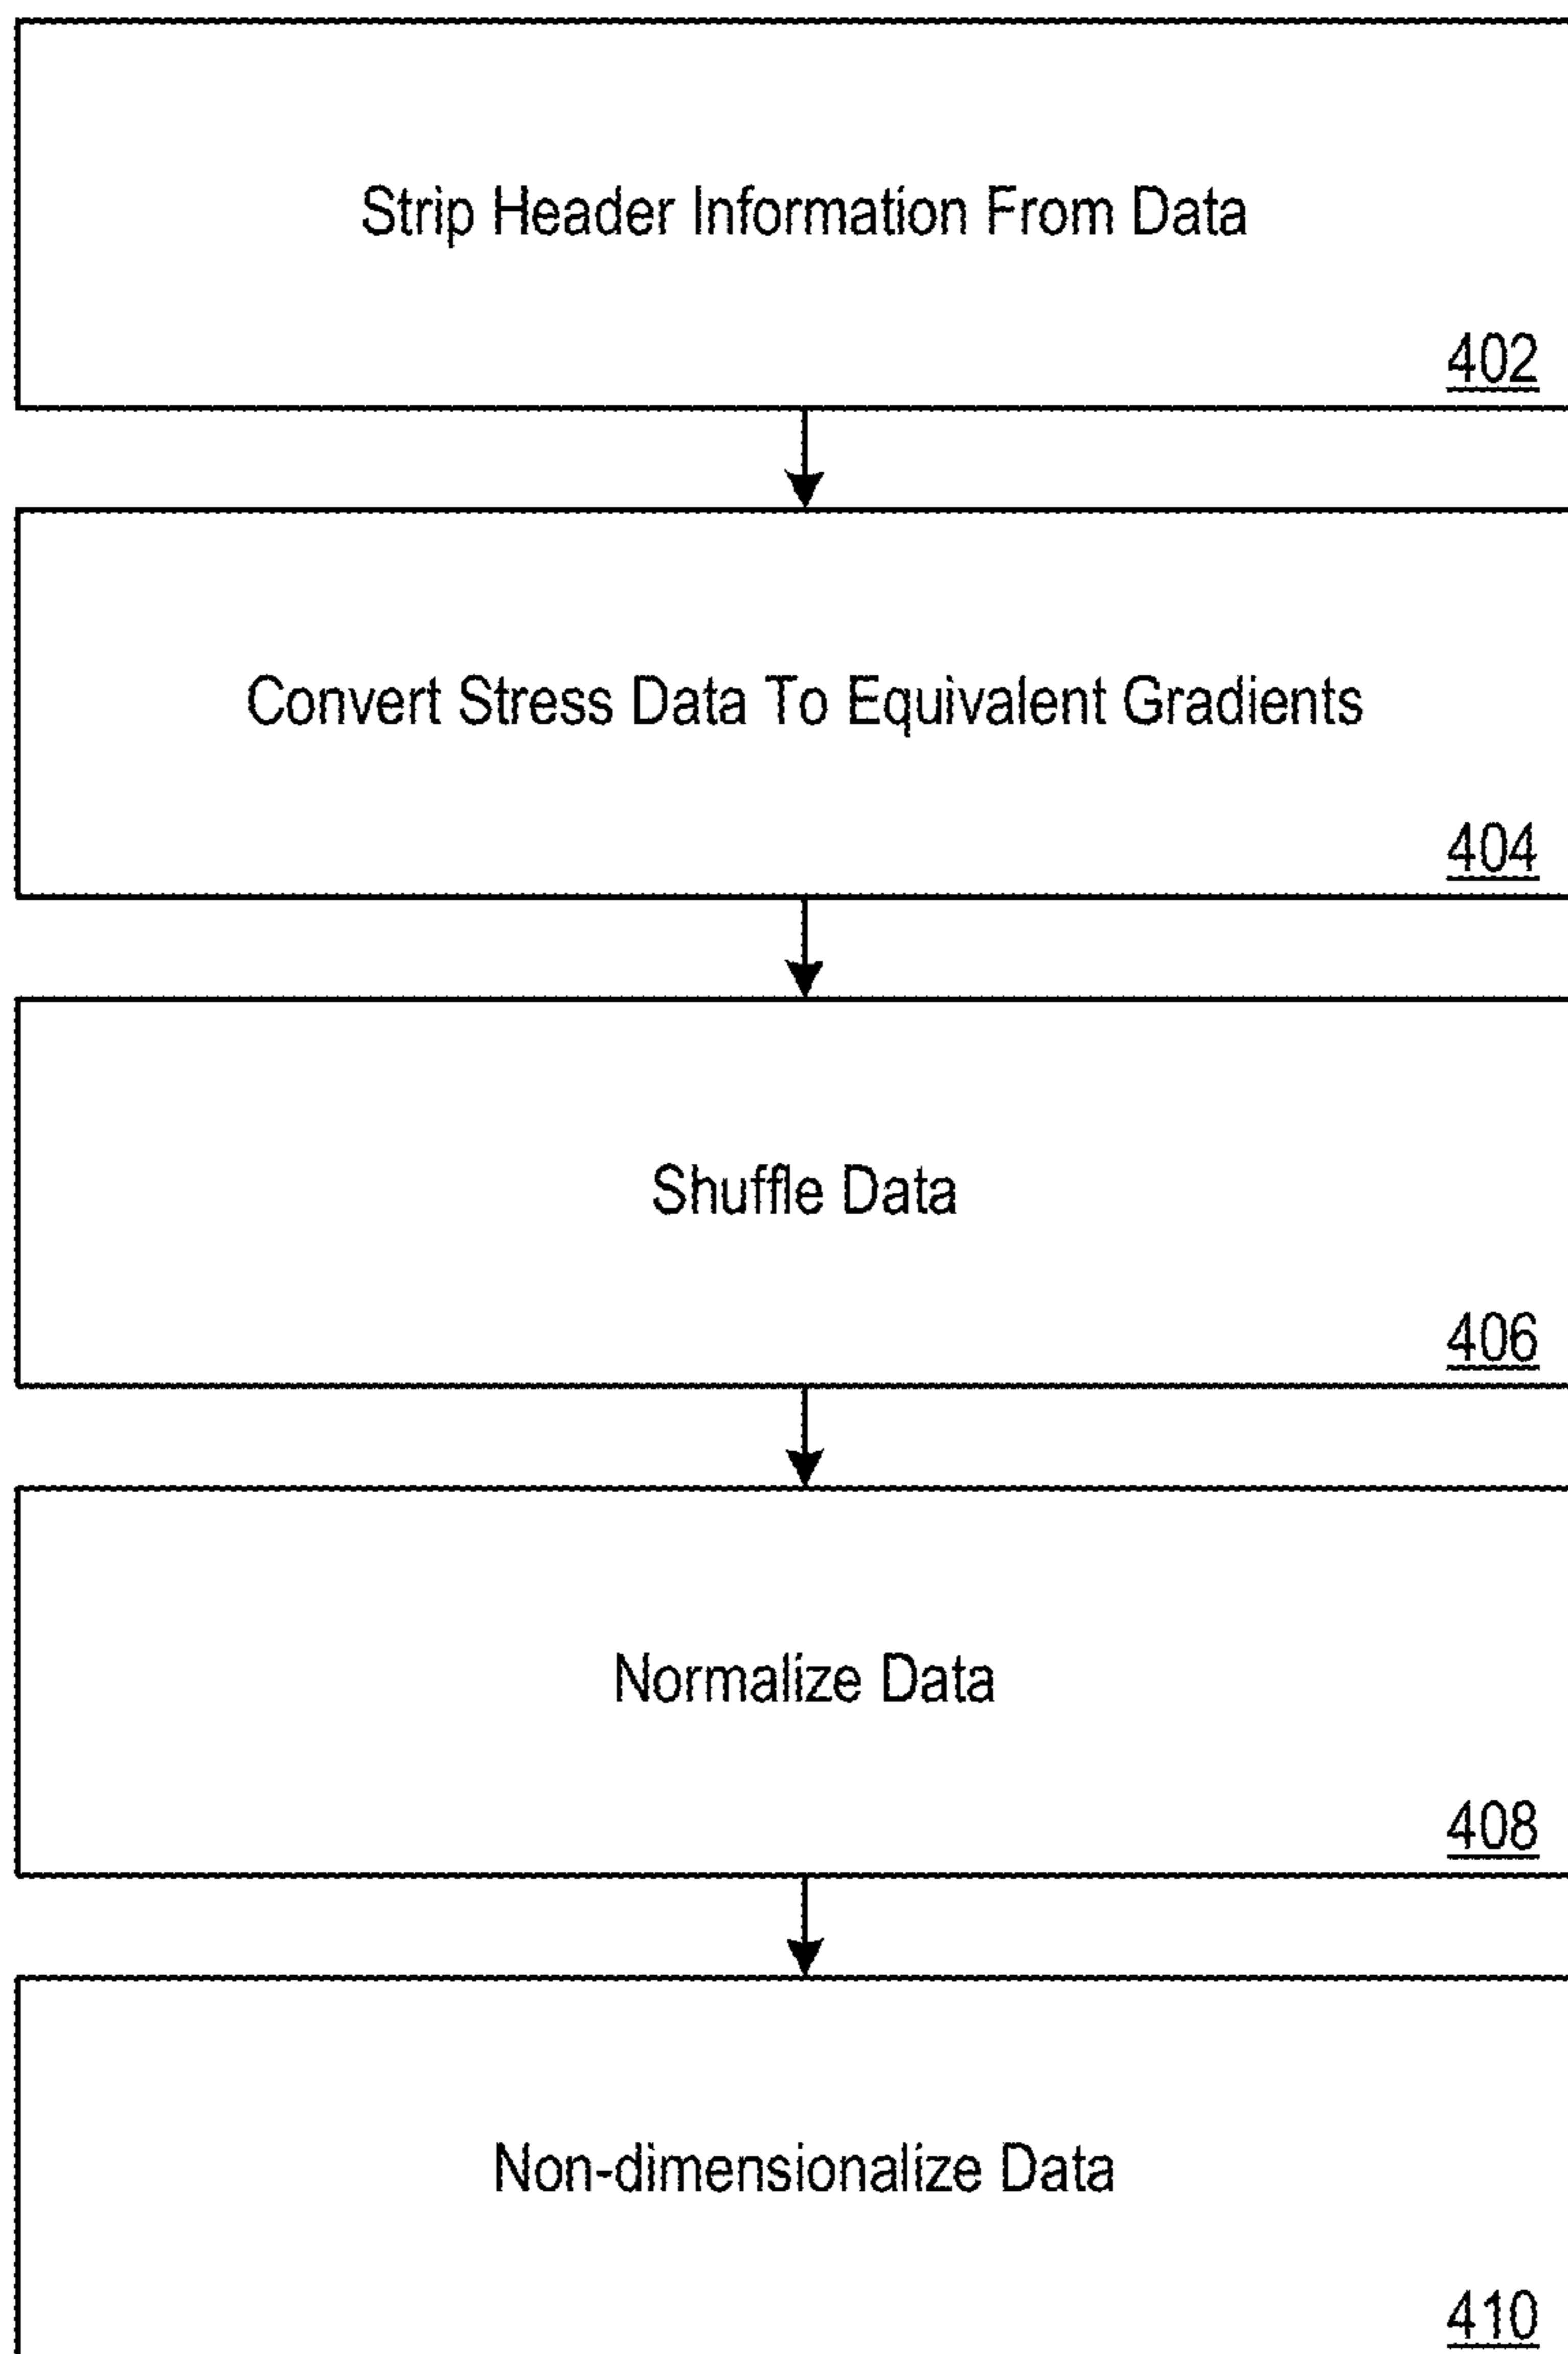 Strip Header Information From Data
402
Convert Stress Data To Equivalent Gradients
404
Shuffle Data
406
Normalize Data
408
Non-dimensionalize Data
410